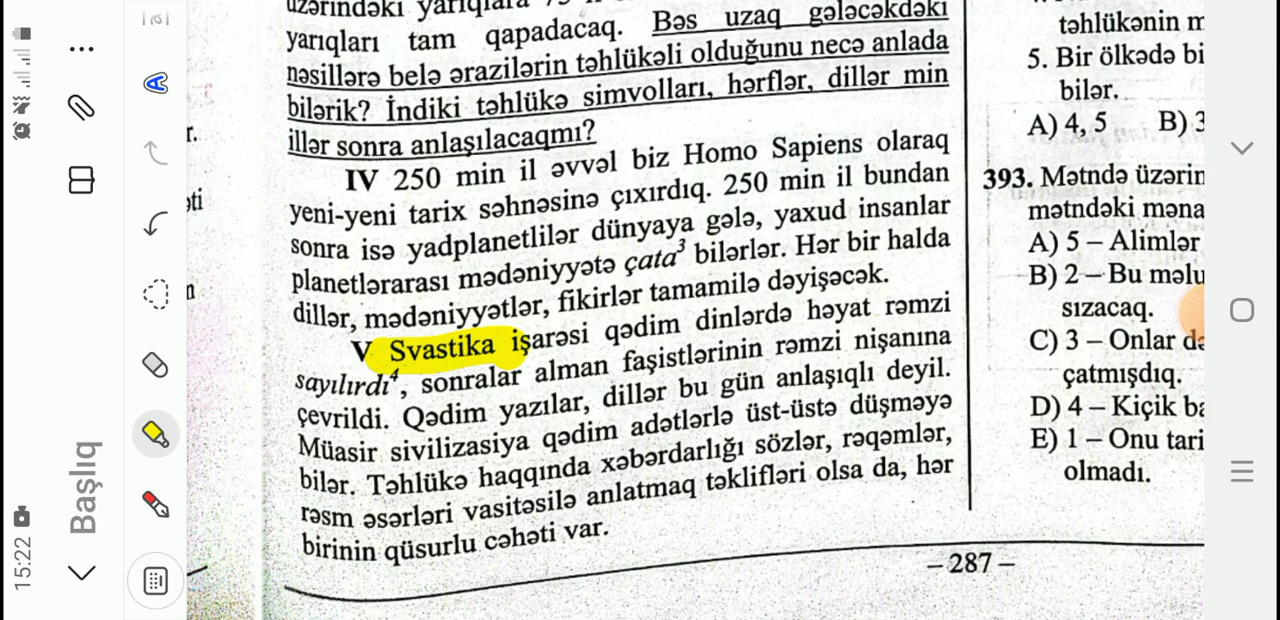 üzərindəki yarıqlara
yarıqları tam qapadacaq. Bəs uzaq gələcəkdəki
nəsillərə belə ərazilərin təhlükəli olduğunu necə anlada
bilərik? İndiki təhlükə simvolları, hərflər, dillər min
illər sonra anlaşılacaqmı?
IV 250 min il əvvəl biz Homo Sapiens olaraq
yeni-yeni tarix səhnəsinə çıxırdıq. 250 min il bundan
sonra isə yadplanetlilər dünyaya gələ, yaxud insanlar
planetlərarası mədəniyyətə çata³ bilərlər. Hər bir halda
dillər, mədəniyyətlər, fikirlər tamamilə dəyişəcək.
V Svastika işarəsi qədim dinlərdə həyat rəmzi
sayılırdı⁴, sonralar alman faşistlərinin rəmzi nişanına
çevrildi. Qədim yazılar, dillər bu gün anlaşıqlı deyil.
Müasir sivilizasiya qədim adətlərlə üst-üstə düşməyə
bilər. Təhlükə haqqında xəbərdarlığı sözlər, rəqəmlər,
rəsm əsərləri vasitəsilə anlatmaq təklifləri olsa da, hər
birinin qüsurlu cəhəti var.
təhlükənin m
5. Bir ölkədə bi
bilər.
A) 4, 5 B) 3
393. Mətndə üzərin
mətndəki məna
A) 5 – Alimlər
B) 2 – Bu məlu
sızacaq.
C) 3 – Onlar də
çatmışdıq.
D) 4 – Kiçik ba
E) 1 – Onu tari
olmadı.
– 287 –
r.
əti
15:22
Başlıq